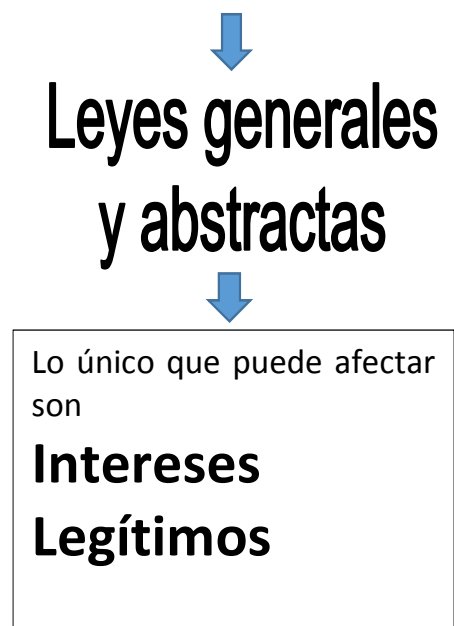 Leyes generales
y abstractas
Lo único que puede afectar
son
Intereses
Legítimos